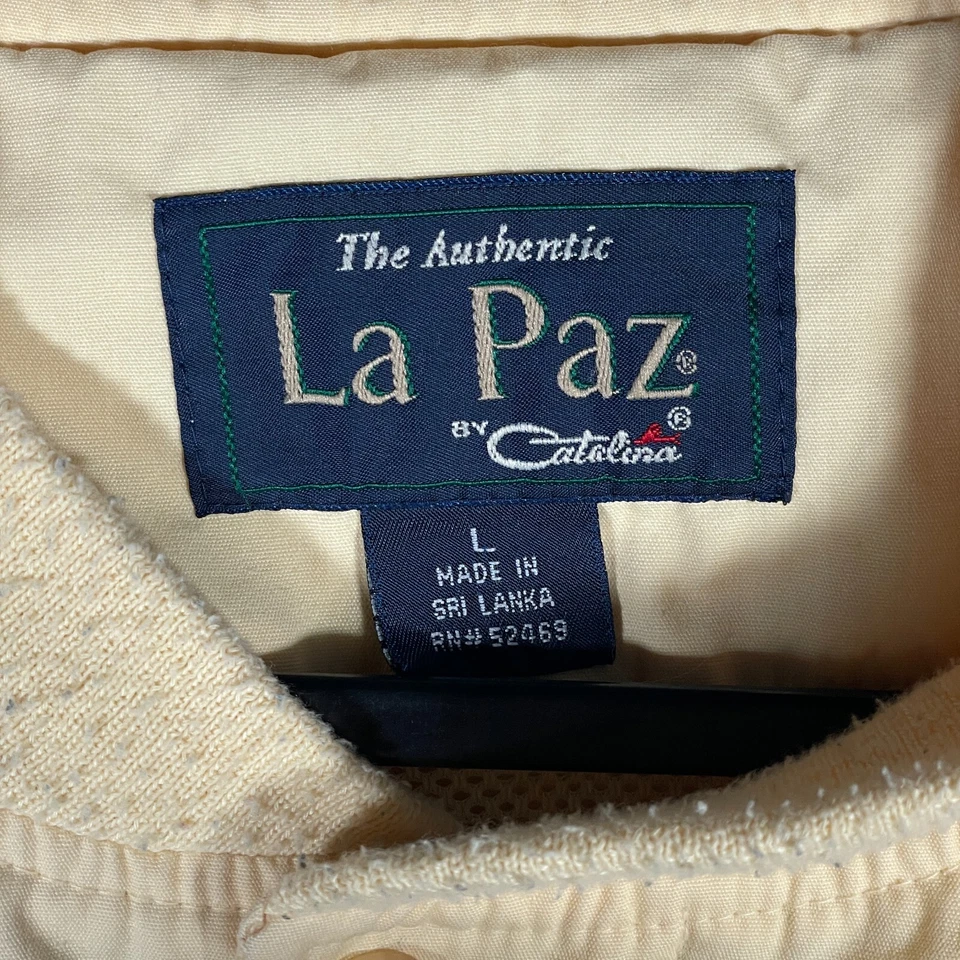 The Authentic
La Paz®
BY Catalina®
L
MADE IN
SRI LANKA
RN# 52469